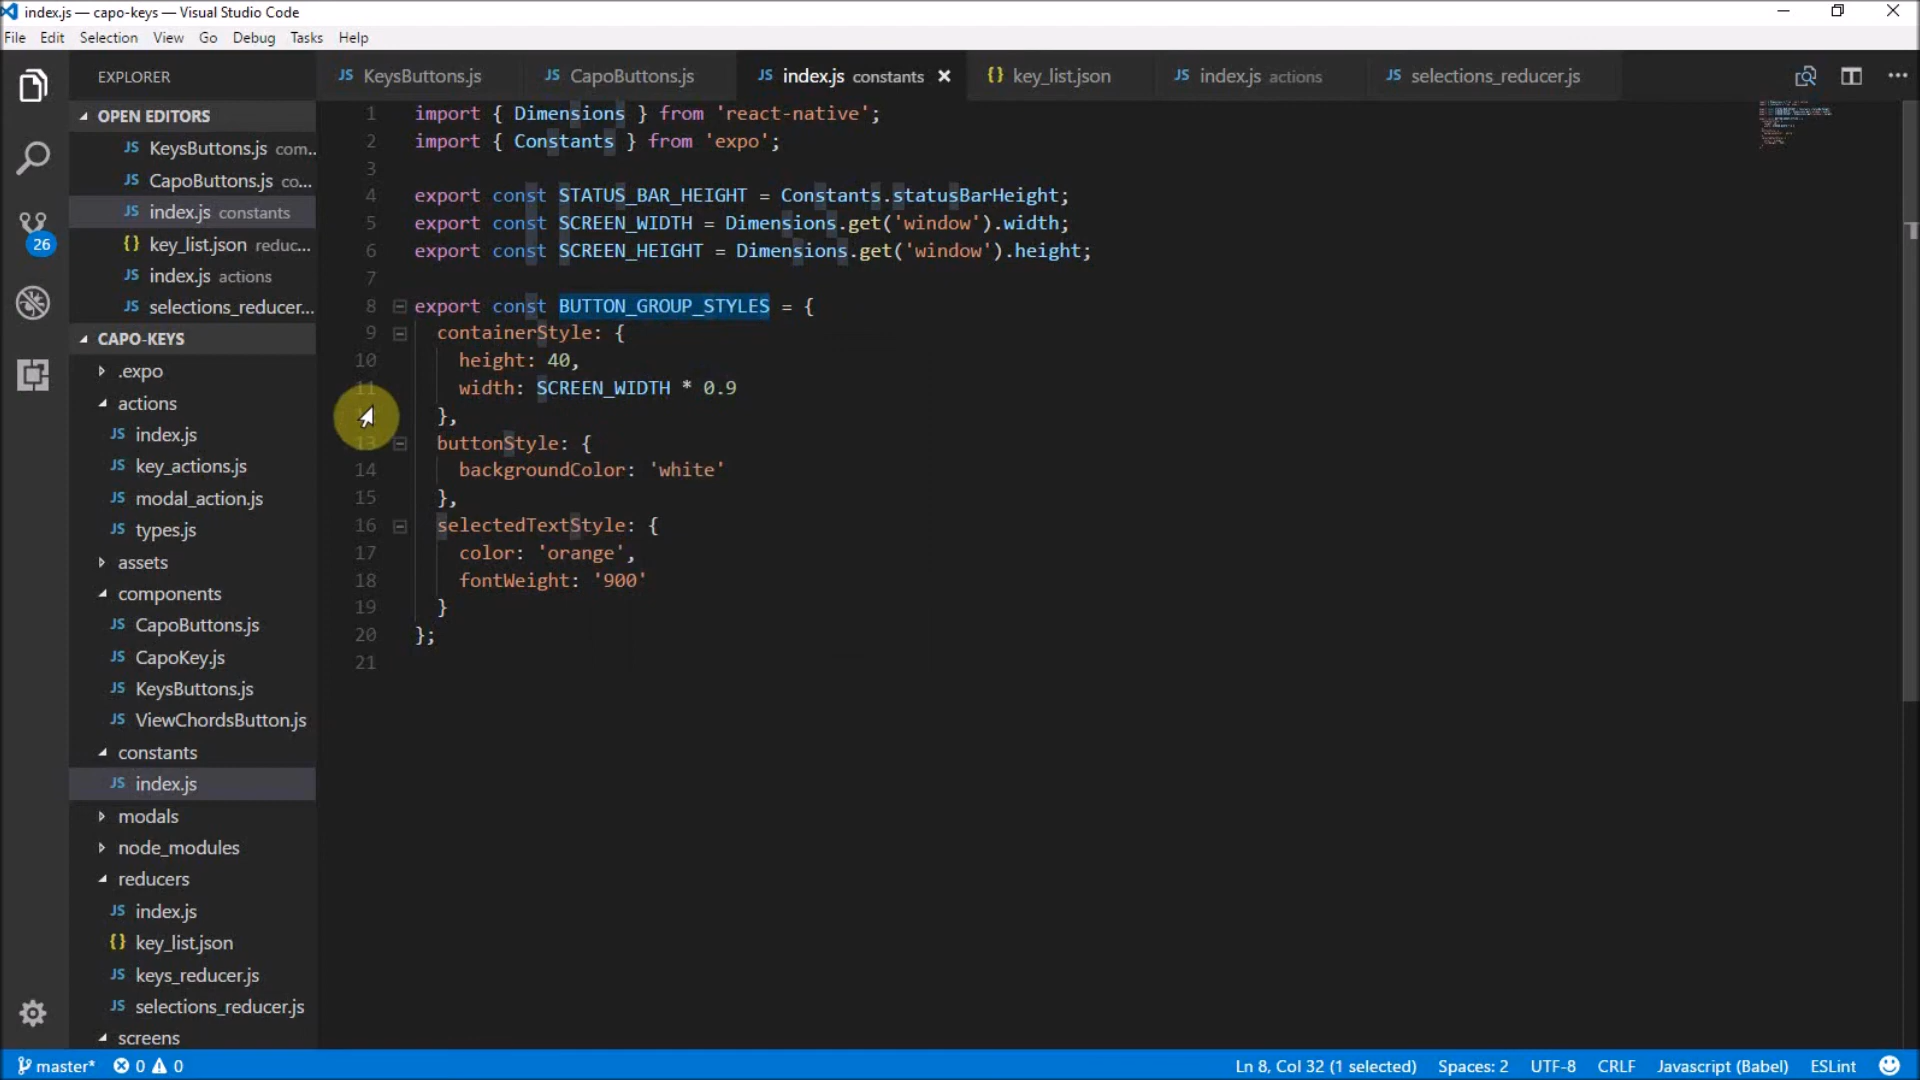 index.js — capo-keys — Visual Studio Code
File Edit Selection View Go Debug Tasks Help
EXPLORER
OPEN EDITORS
JS KeysButtons.js com...
JS CapoButtons.js co...
JS index.js constants
{} key_list.json reduc...
JS index.js actions
JS selections_reducer...
CAPO-KEYS
.expo
actions
JS index.js
JS key_actions.js
JS modal_action.js
JS types.js
assets
components
JS CapoButtons.js
JS CapoKey.js
JS KeysButtons.js
JS ViewChordsButton.js
constants
JS index.js
modals
node_modules
reducers
JS index.js
{} key_list.json
JS keys_reducer.js
JS selections_reducer.js
screens
26
JS KeysButtons.js JS CapoButtons.js JS index.js constants {} key_list.json JS index.js actions JS selections_reducer.js
1 import { Dimensions } from 'react-native';
2 import { Constants } from 'expo';
3
4 export const STATUS_BAR_HEIGHT = Constants.statusBarHeight;
5 export const SCREEN_WIDTH = Dimensions.get('window').width;
6 export const SCREEN_HEIGHT = Dimensions.get('window').height;
7
8 export const BUTTON_GROUP_STYLES = {
9 containerStyle: {
10 height: 40,
11 width: SCREEN_WIDTH * 0.9
},
13 buttonStyle: {
14 backgroundColor: 'white'
15 },
16 selectedTextStyle: {
17 color: 'orange',
18 fontWeight: '900'
19 }
20 };
21
master* 0 0 Ln 8, Col 32 (1 selected) Spaces: 2 UTF-8 CRLF Javascript (Babel) ESLint